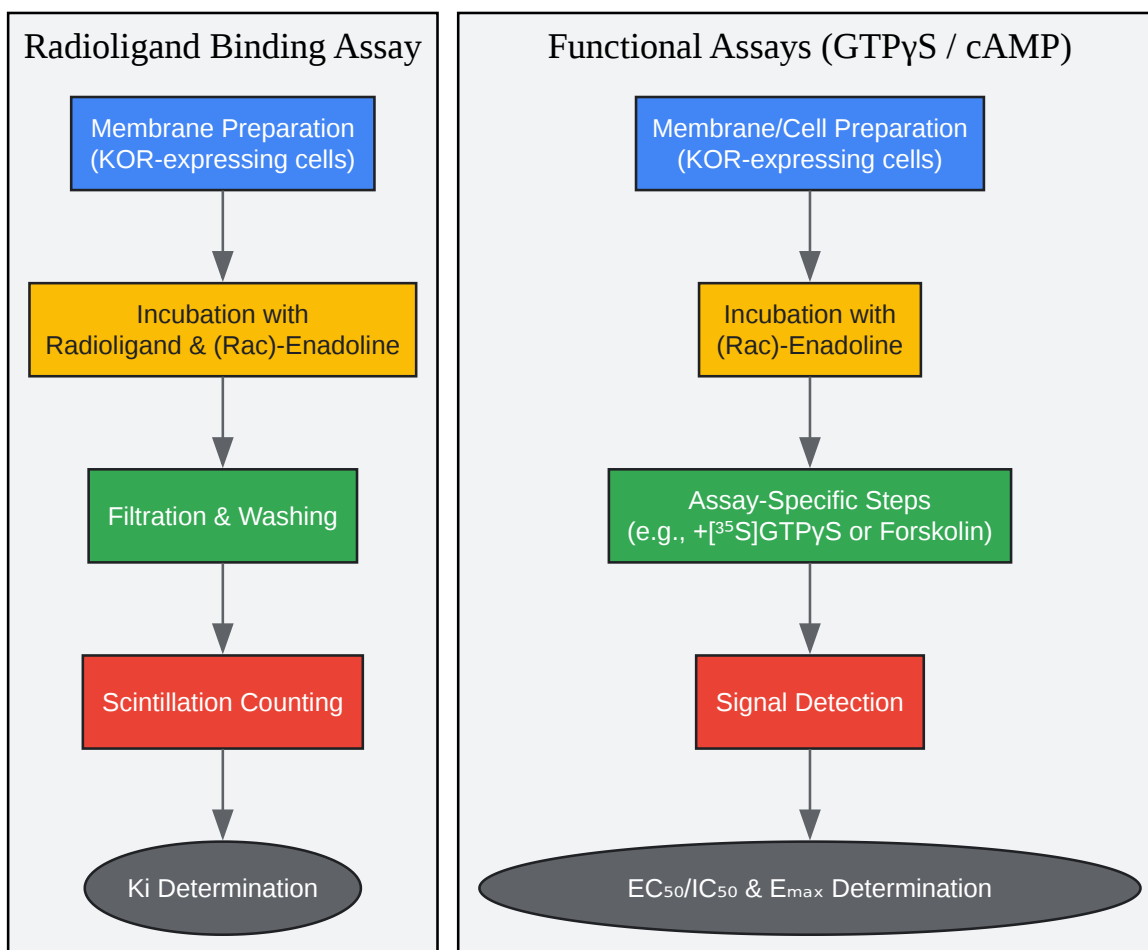 Radioligand Binding Assay
Membrane Preparation
(KOR-expressing cells)
Incubation with
Radioligand & (Rac)-Enadoline
Filtration & Washing
Scintillation Counting
Ki Determination
Functional Assays (GTPγS / cAMP)
Membrane/Cell Preparation
(KOR-expressing cells)
Incubation with
(Rac)-Enadoline
Assay-Specific Steps
(e.g., +[³⁵S]GTPγS or Forskolin)
Signal Detection
EC₅₀/IC₅₀ & Eₘₐₓ Determination